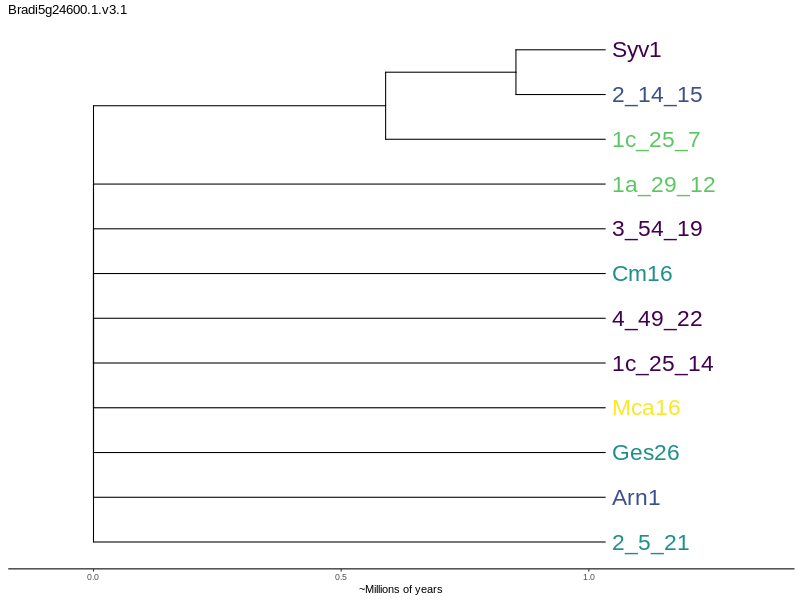 Bradi5g24600.1.v3.1
Syv1
2_14_15
1c_25_7
1a_29_12
3_54_19
Cm16
4_49_22
1c_25_14
Mca16
Ges26
Arn1
2_5_21
0.0 0.5 1.0
~Millions of years